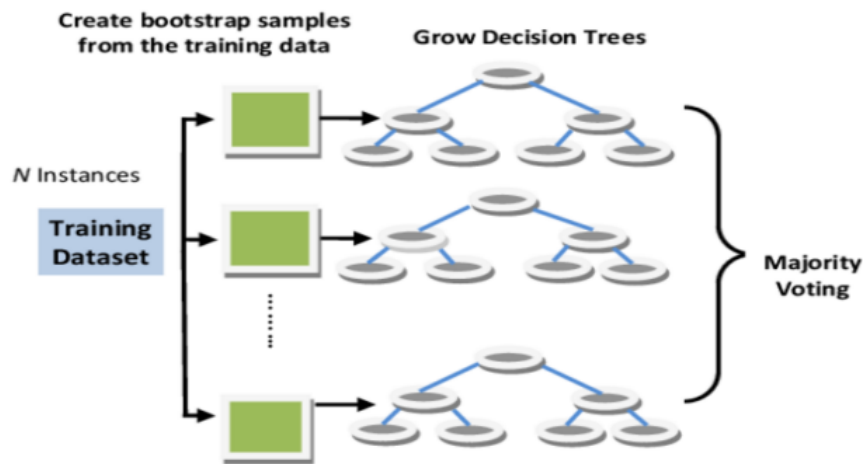 Create bootstrap samples
from the training data
Grow Decision Trees
N Instances
Training
Dataset
Majority
Voting